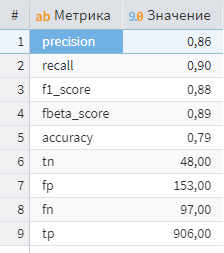 # ab Метрика 9.0 Значение
1 precision 0,86
2 recall 0,90
3 f1_score 0,88
4 fbeta_score 0,89
5 accuracy 0,79
6 tn 48,00
7 fp 153,00
8 fn 97,00
9 tp 906,00